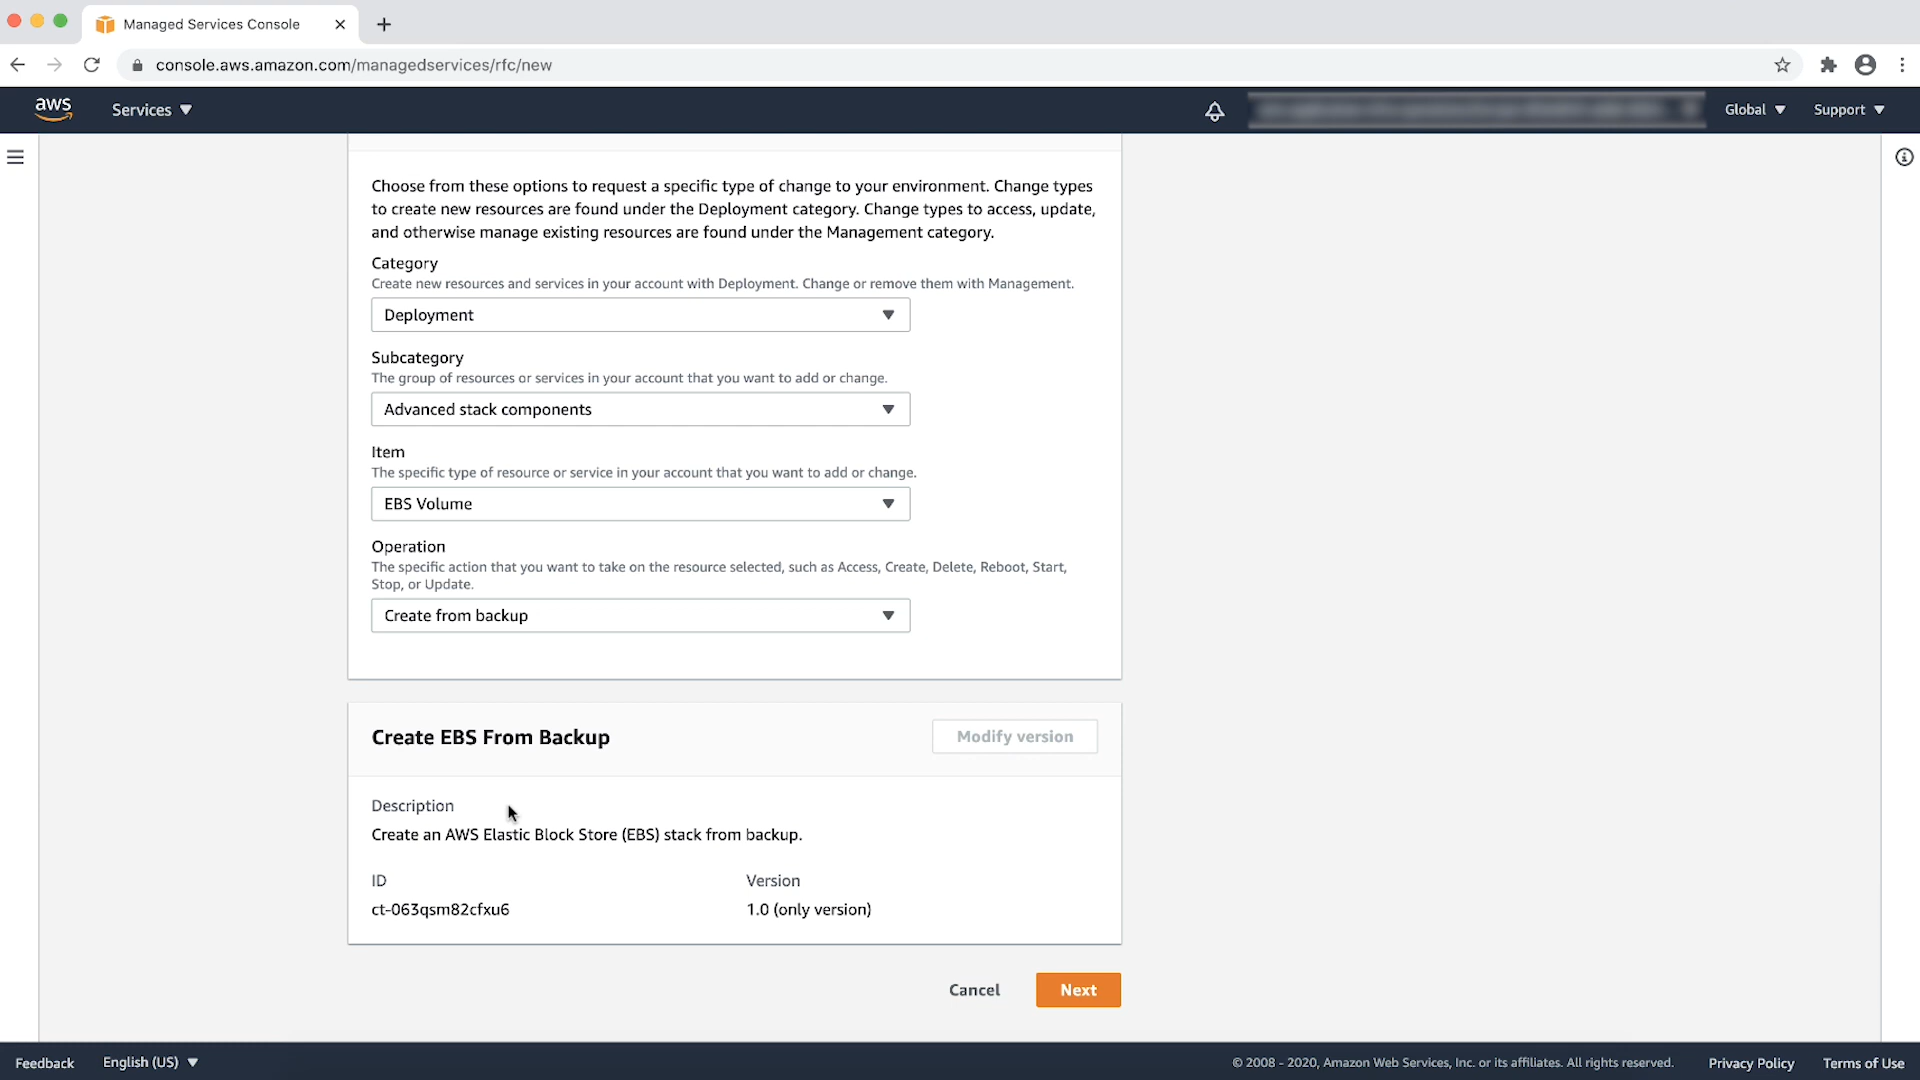 Managed Services Console
console.aws.amazon.com/managedservices/rfc/new
aws
Services
Global
Support
Choose from these options to request a specific type of change to your environment. Change types
to create new resources are found under the Deployment category. Change types to access, update,
and otherwise manage existing resources are found under the Management category.
Category
Create new resources and services in your account with Deployment. Change or remove them with Management.
Deployment
Subcategory
The group of resources or services in your account that you want to add or change.
Advanced stack components
Item
The specific type of resource or service in your account that you want to add or change.
EBS Volume
Operation
The specific action that you want to take on the resource selected, such as Access, Create, Delete, Reboot, Start,
Stop, or Update.
Create from backup
Create EBS From Backup
Modify version
Description
Create an AWS Elastic Block Store (EBS) stack from backup.
ID
Version
ct-063qsm82cfxu6
1.0 (only version)
Cancel
Next
Feedback
English (US)
© 2008 - 2020, Amazon Web Services, Inc. or its affiliates. All rights reserved.
Privacy Policy
Terms of Use